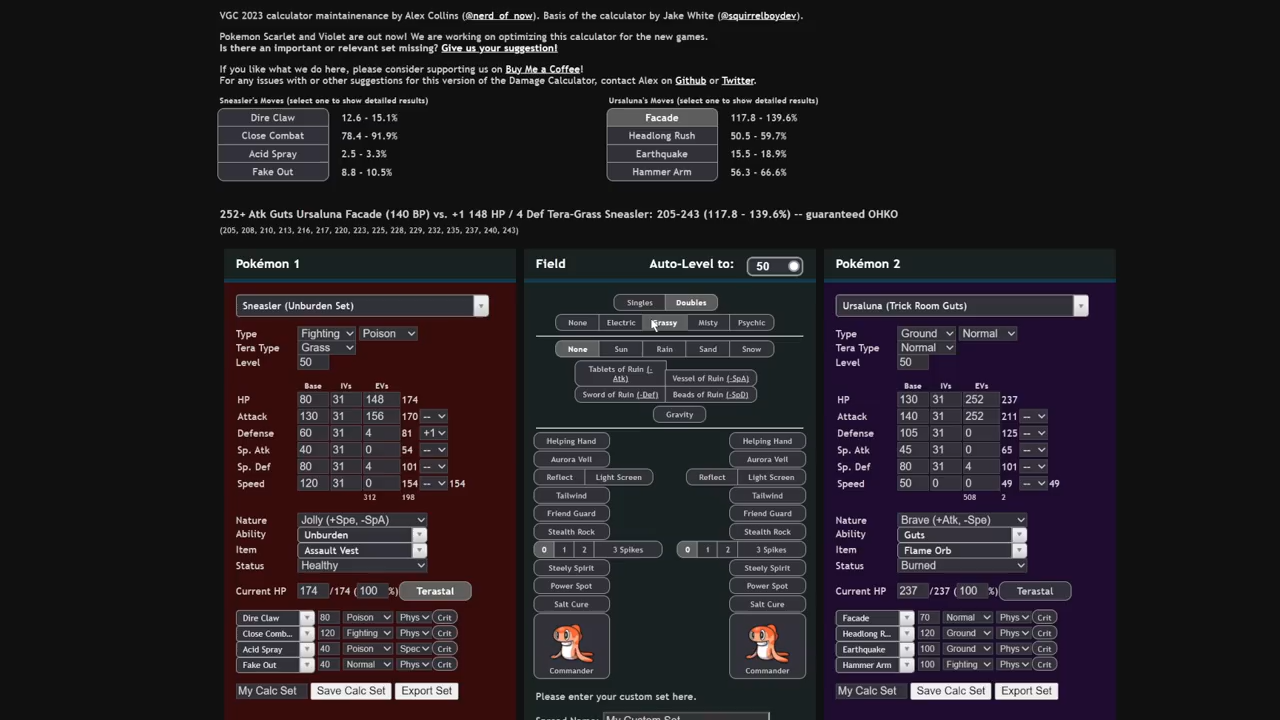 VGC 2023 calculator maintainenance by Alex Collins (@nerd_of_now). Basis of the calculator by Jake White (@squirrelboydev).
Pokemon Scarlet and Violet are out now! We are working on optimizing this calculator for the new games.
Is there an important or relevant set missing? Give us your suggestion!
If you like what we do here, please consider supporting us on Buy Me a Coffee!
For any issues with or other suggestions for this version of the Damage Calculator, contact Alex on Github or Twitter.
Sneasler's Moves (select one to show detailed results)
Dire Claw 12.6 - 15.1%
Close Combat 78.4 - 91.9%
Acid Spray 2.5 - 3.3%
Fake Out 8.8 - 10.5%
Ursaluna's Moves (select one to show detailed results)
Facade 117.8 - 139.6%
Headlong Rush 50.5 - 59.7%
Earthquake 15.5 - 18.9%
Hammer Arm 56.3 - 66.6%
252+ Atk Guts Ursaluna Facade (140 BP) vs. +1 148 HP / 4 Def Tera-Grass Sneasler: 205-243 (117.8 - 139.6%) -- guaranteed OHKO
(205, 208, 210, 213, 216, 217, 220, 223, 225, 228, 229, 232, 235, 237, 240, 243)
Pokémon 1
Sneasler (Unburden Set)
Type Fighting Poison
Tera Type Grass
Level 50
Base IVs EVs
HP 80 31 148 174
Attack 130 31 156 170 --
Defense 60 31 4 81 +1
Sp. Atk 40 31 0 54 --
Sp. Def 80 31 4 101 --
Speed 120 31 0 154 -- 154
312 198
Nature Jolly (+Spe, -SpA)
Ability Unburden
Item Assault Vest
Status Healthy
Current HP 174 /174 ( 100 %) Terastal
Dire Claw 80 Poison Phys Crit
Close Comb... 120 Fighting Phys Crit
Acid Spray 40 Poison Spec Crit
Fake Out 40 Normal Phys Crit
My Calc Set Save Calc Set Export Set
Field Auto-Level to: 50
Singles Doubles
None Electric Grassy Misty Psychic
None Sun Rain Sand Snow
Tablets of Ruin (-
Atk) Vessel of Ruin (-SpA)
Sword of Ruin (-Def) Beads of Ruin (-SpD)
Gravity
Helping Hand Helping Hand
Aurora Veil Aurora Veil
Reflect Light Screen Reflect Light Screen
Tailwind Tailwind
Friend Guard Friend Guard
Stealth Rock Stealth Rock
0 1 2 3 Spikes 0 1 2 3 Spikes
Steely Spirit Steely Spirit
Power Spot Power Spot
Salt Cure Salt Cure
Commander Commander
Please enter your custom set here.
Spread Name: My Custom Set
Pokémon 2
Ursaluna (Trick Room Guts)
Type Ground Normal
Tera Type Normal
Level 50
Base IVs EVs
HP 130 31 252 237
Attack 140 31 252 211 --
Defense 105 31 0 125 --
Sp. Atk 45 31 0 65 --
Sp. Def 80 31 4 101 --
Speed 50 0 0 49 -- 49
508 2
Nature Brave (+Atk, -Spe)
Ability Guts
Item Flame Orb
Status Burned
Current HP 237 /237 ( 100 %) Terastal
Facade 70 Normal Phys Crit
Headlong R... 120 Ground Phys Crit
Earthquake 100 Ground Phys Crit
Hammer Arm 100 Fighting Phys Crit
My Calc Set Save Calc Set Export Set